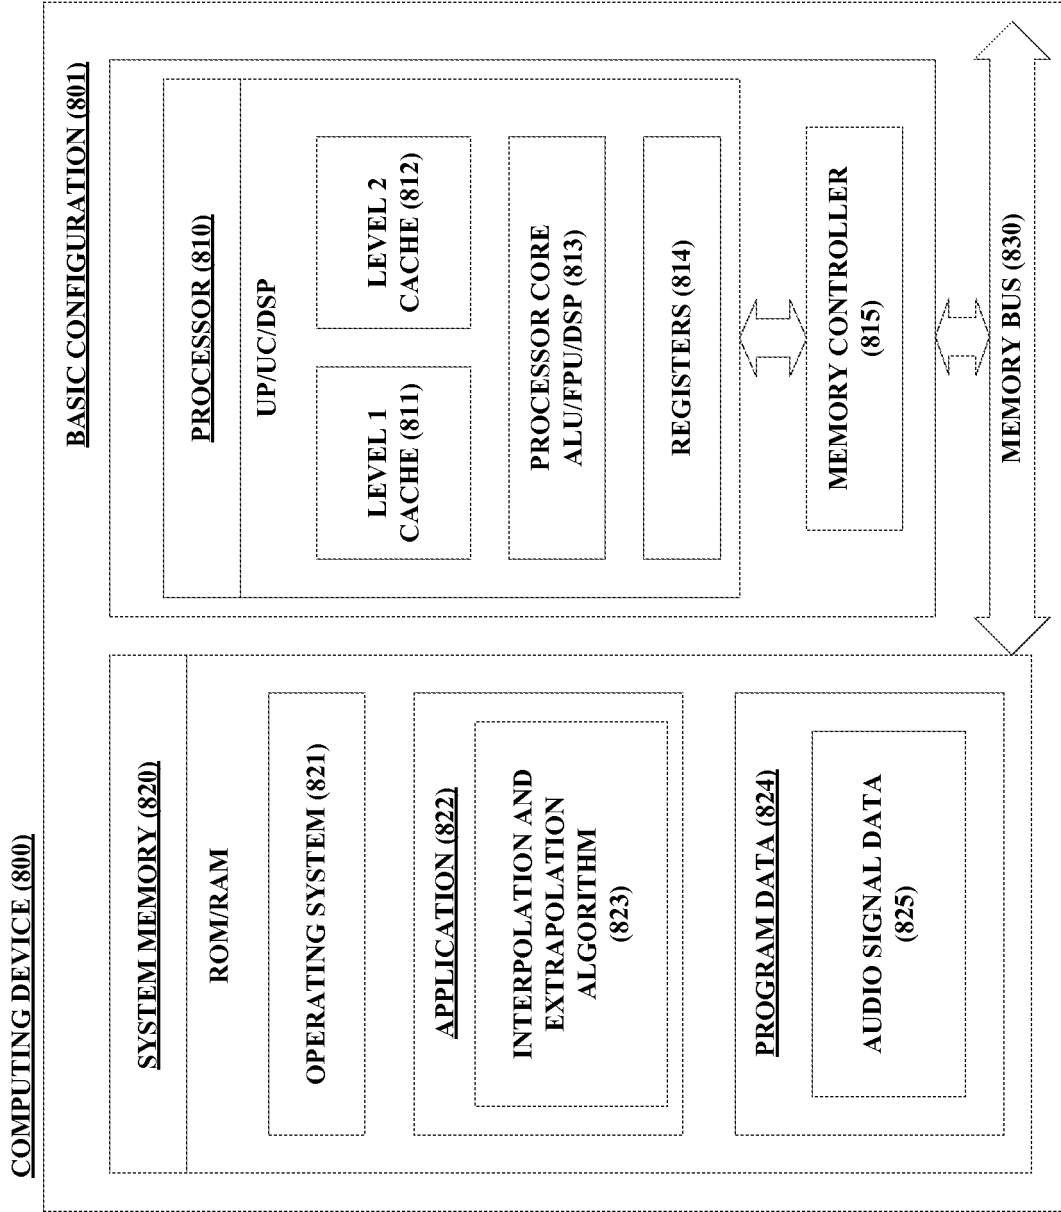 COMPUTING DEVICE (800)
BASIC CONFIGURATION (801)
SYSTEM MEMORY (820)
ROM/RAM
OPERATING SYSTEM (821)
APPLICATION (822)
INTERPOLATION AND
EXTRAPOLATION
ALGORITHM
(823)
PROGRAM DATA (824)
AUDIO SIGNAL DATA
(825)
PROCESSOR (810)
UP/UC/DSP
LEVEL 1
CACHE (811)
LEVEL 2
CACHE (812)
PROCESSOR CORE
ALU/FPU/DSP (813)
REGISTERS (814)
MEMORY CONTROLLER
(815)
MEMORY BUS (830)